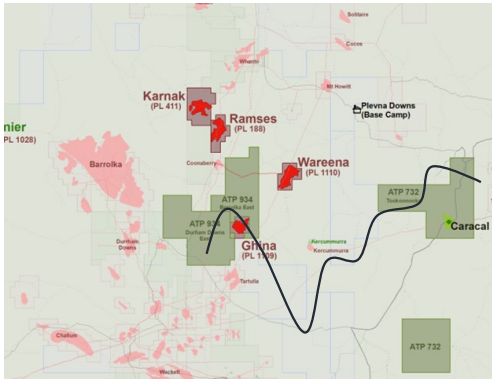 Solitaire
Cocos
Whanto
Mt Howitt
Karnak
(PL 411)
Ramses
(PL 188)
Plevna Downs
(Base Camp)
nier
PL 1028)
Barrolka
Coonaberry
Wareena
(PL 1110)
ATP 934
Barrolka East
ATP 732
Tookoonooka
ATP 934
Durham Downs
East
Caracal
Durham
Downs
Ghina
(PL 1109)
Kercummurra
Kercummurra
Tartulla
Challum
ATP 732
Weckett